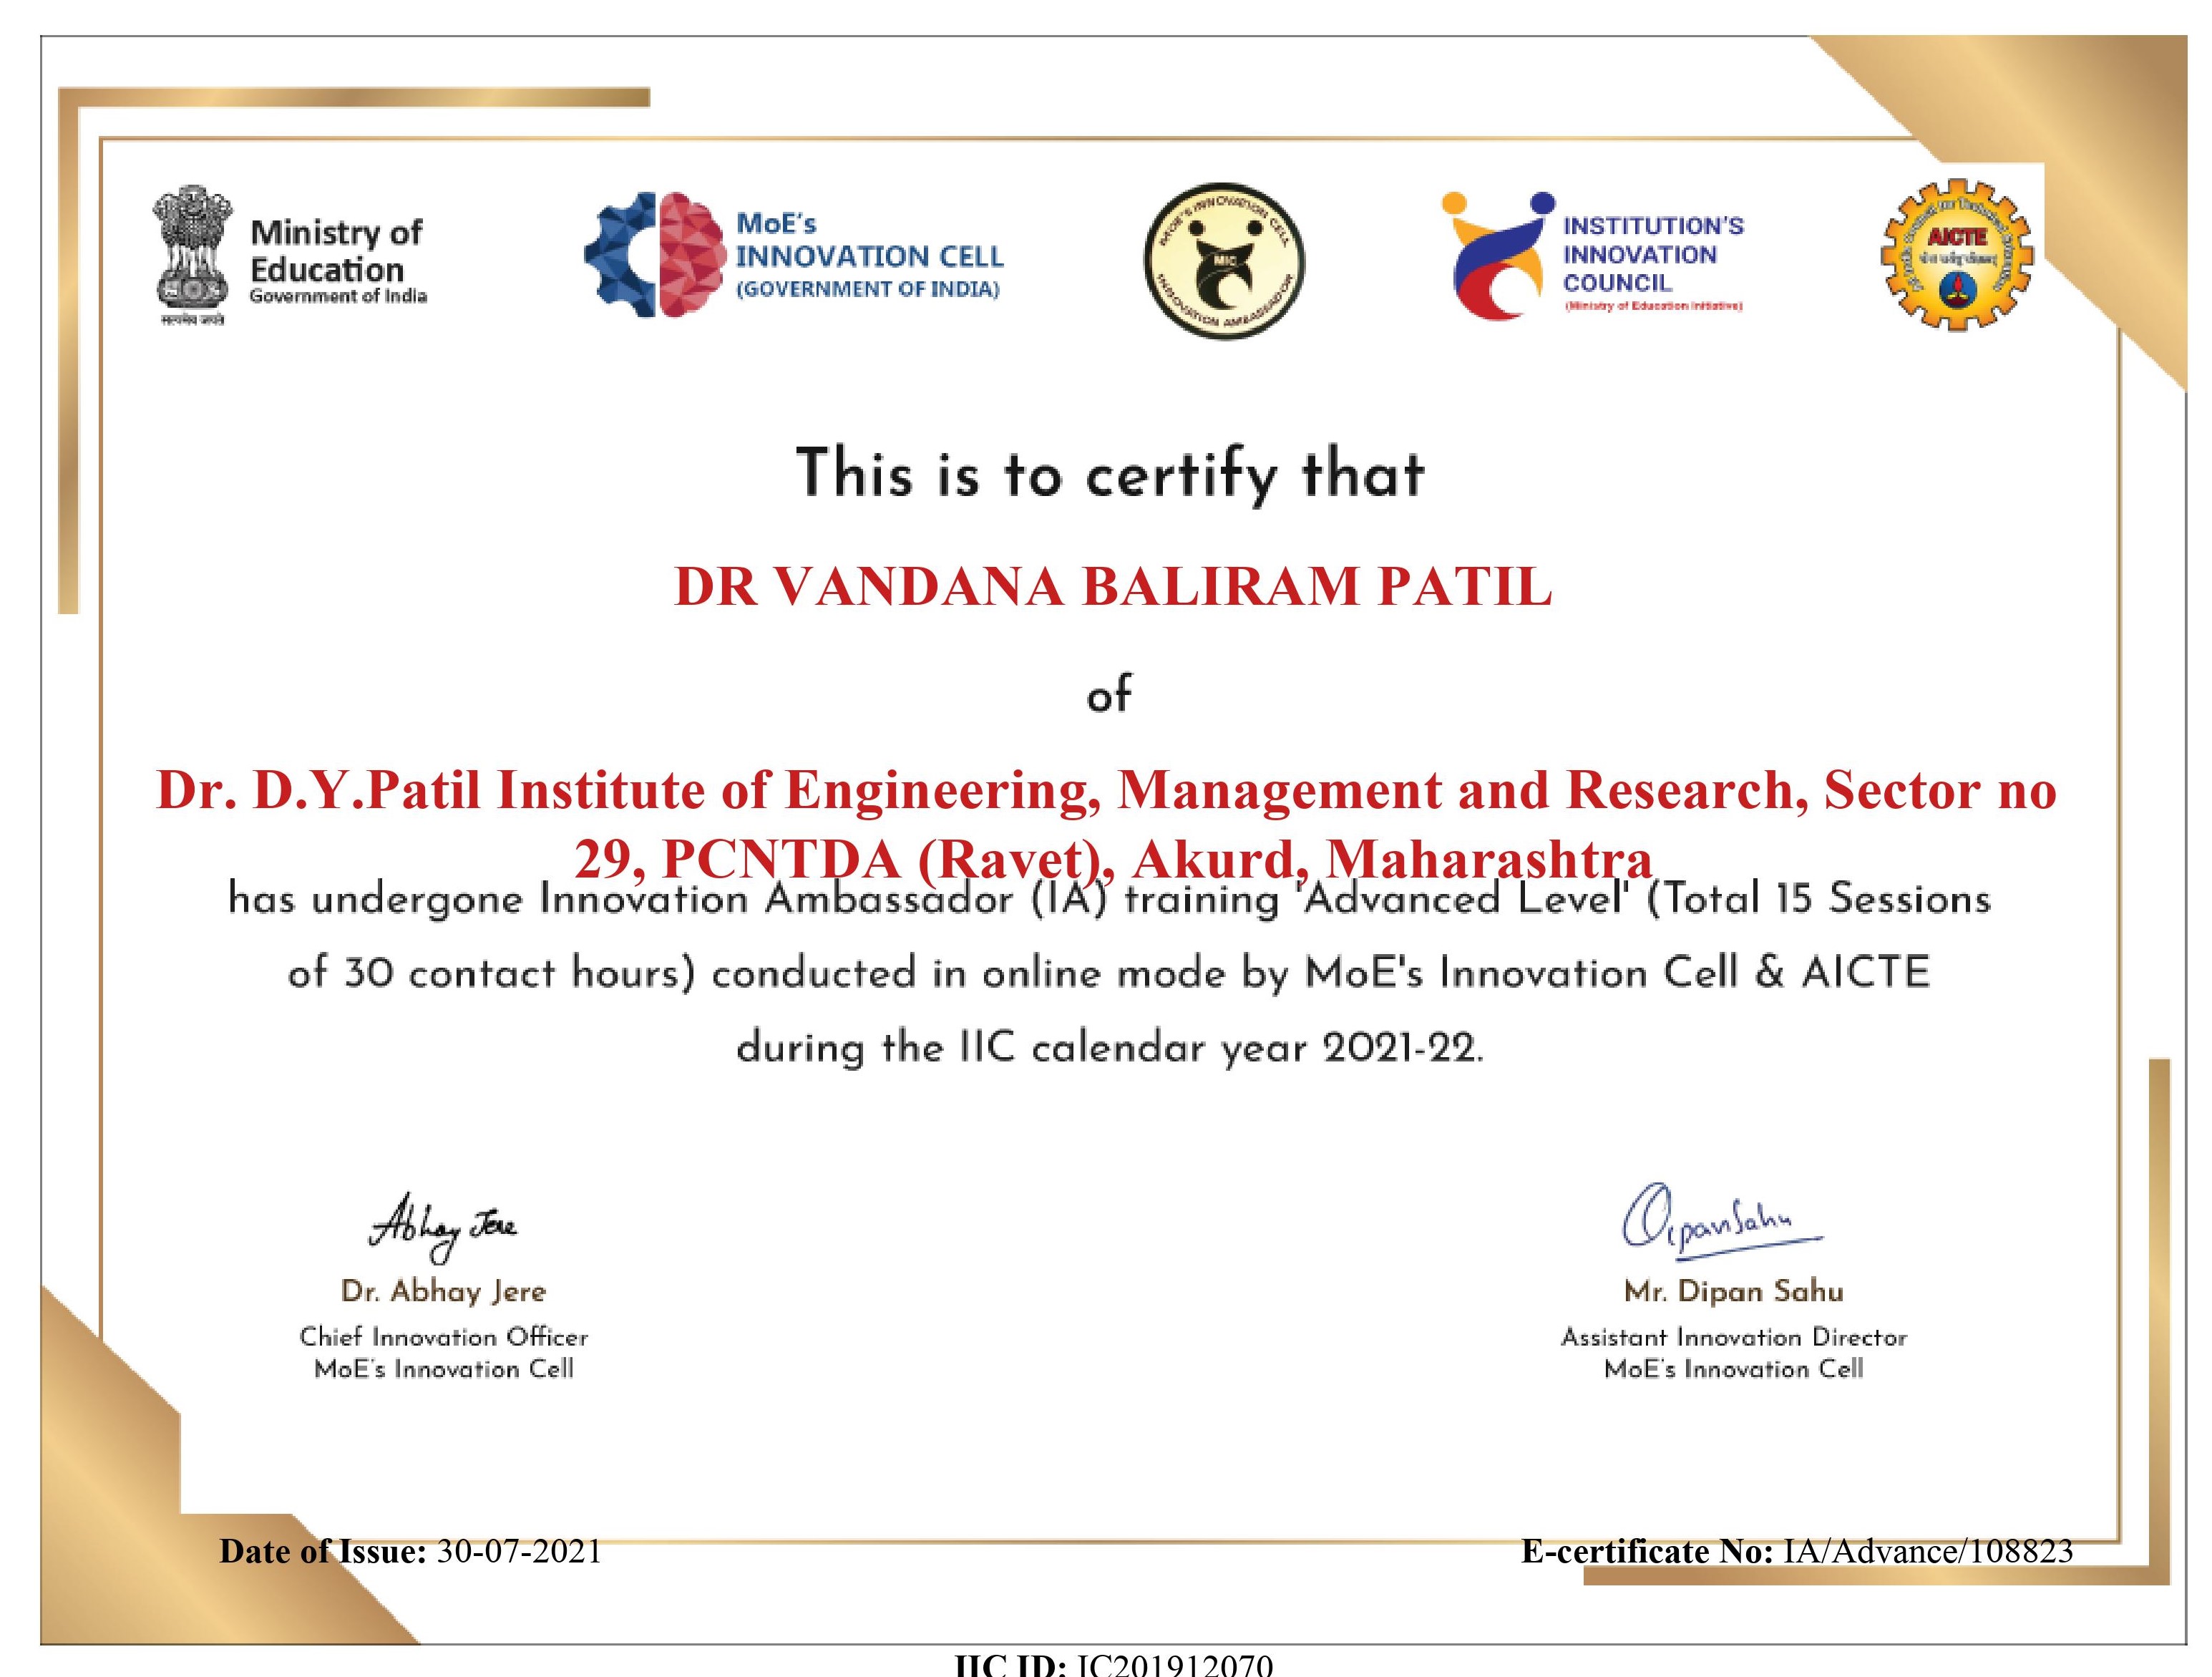 Ministry of
Education
Government of India
सत्यमेव जयते
MoE's
INNOVATION CELL
(GOVERNMENT OF INDIA)
MOE'S INNOVATION CELL
MIC
INNOVATION AMBASSADOR
INSTITUTION'S
INNOVATION
COUNCIL
(Ministry of Education Initiative)
AICTE
This is to certify that
DR VANDANA BALIRAM PATIL
of
Dr. D.Y.Patil Institute of Engineering, Management and Research, Sector no
29, PCNTDA (Ravet), Akurd, Maharashtra
has undergone Innovation Ambassador (IA) training 'Advanced Level' (Total 15 Sessions
of 30 contact hours) conducted in online mode by MoE's Innovation Cell & AICTE
during the IIC calendar year 2021-22.
Abhay Jere
Dipan Sahu
Dr. Abhay Jere
Mr. Dipan Sahu
Chief Innovation Officer
Assistant Innovation Director
MoE's Innovation Cell
MoE's Innovation Cell
Date of Issue: 30-07-2021
E-certificate No: IA/Advance/108823
IIC ID: IC201912070